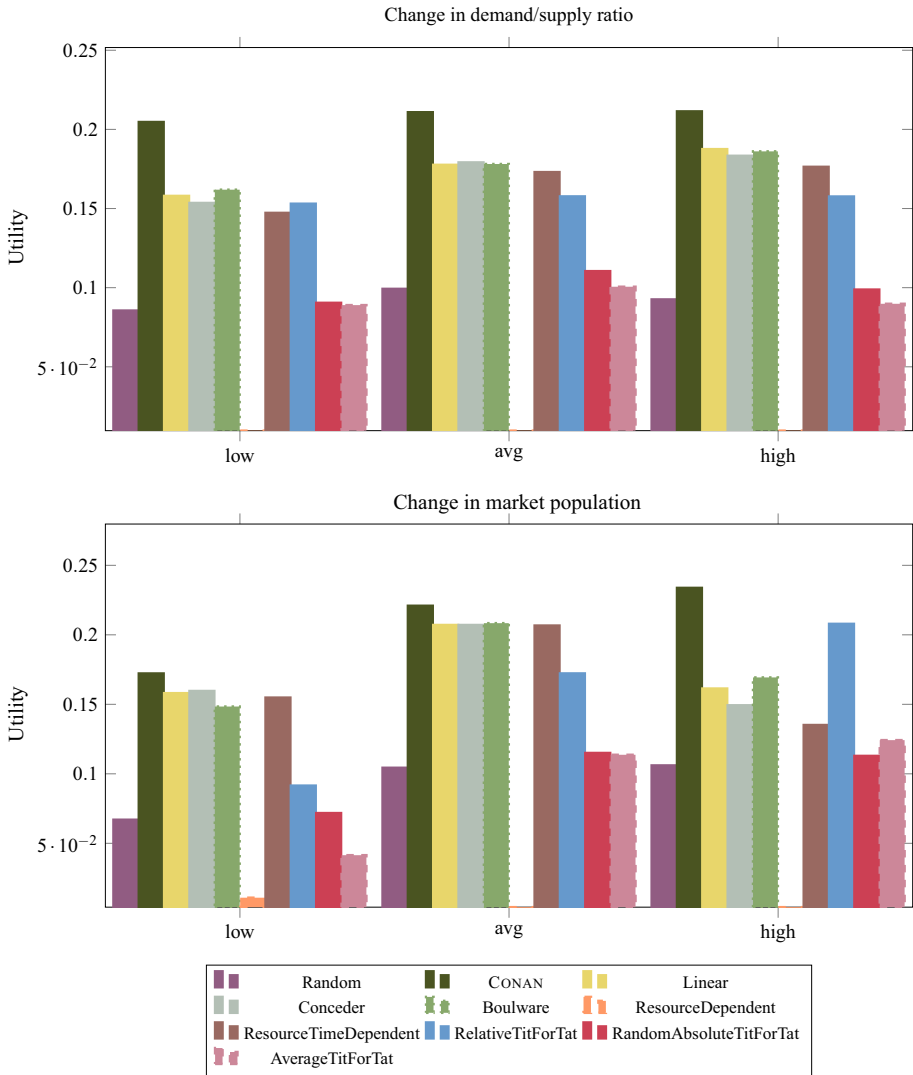 Change in demand/supply ratio
0.25
0.2
0.15
0.1
5 · 10⁻²
Utility
low avg high
Change in market population
0.25
0.2
0.15
0.1
5 · 10⁻²
Utility
low avg high
Random CONAN Linear
Conceder Boulware ResourceDependent
ResourceTimeDependent RelativeTitForTat RandomAbsoluteTitForTat
AverageTitForTat